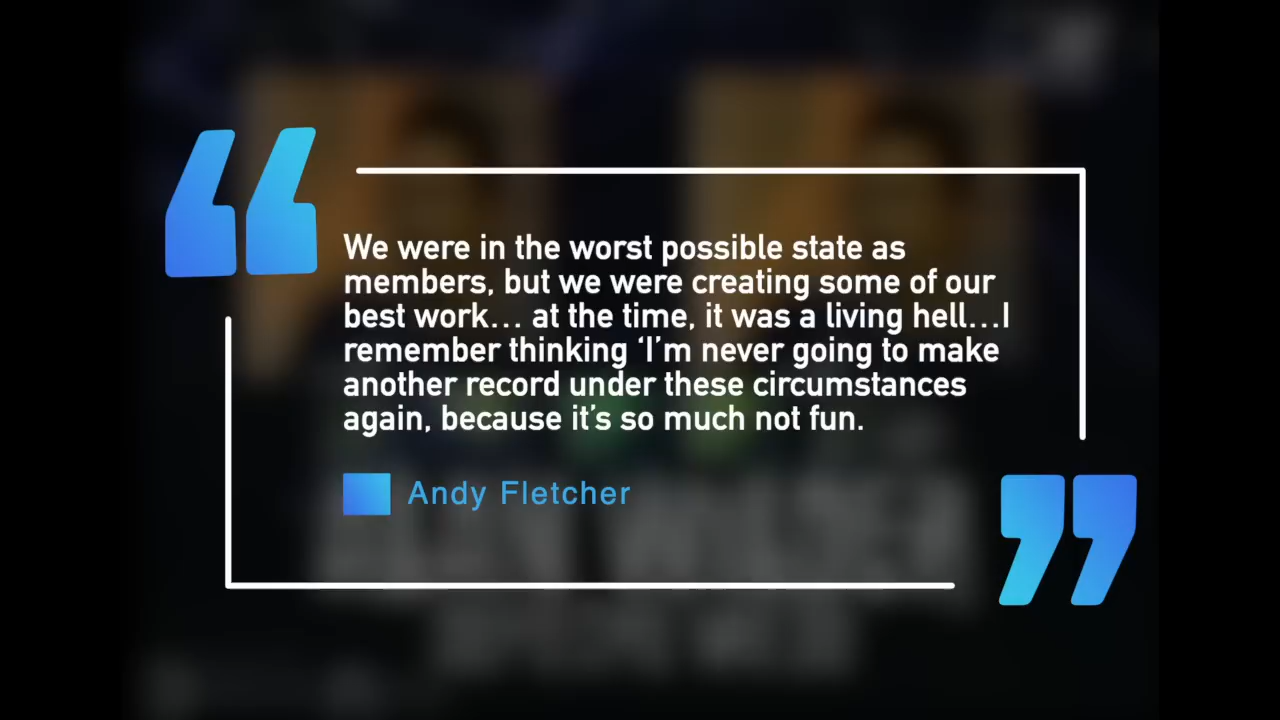 We were in the worst possible state as
members, but we were creating some of our
best work... at the time, it was a living hell...I
remember thinking ‘I’m never going to make
another record under these circumstances
again, because it’s so much not fun.
Andy Fletcher